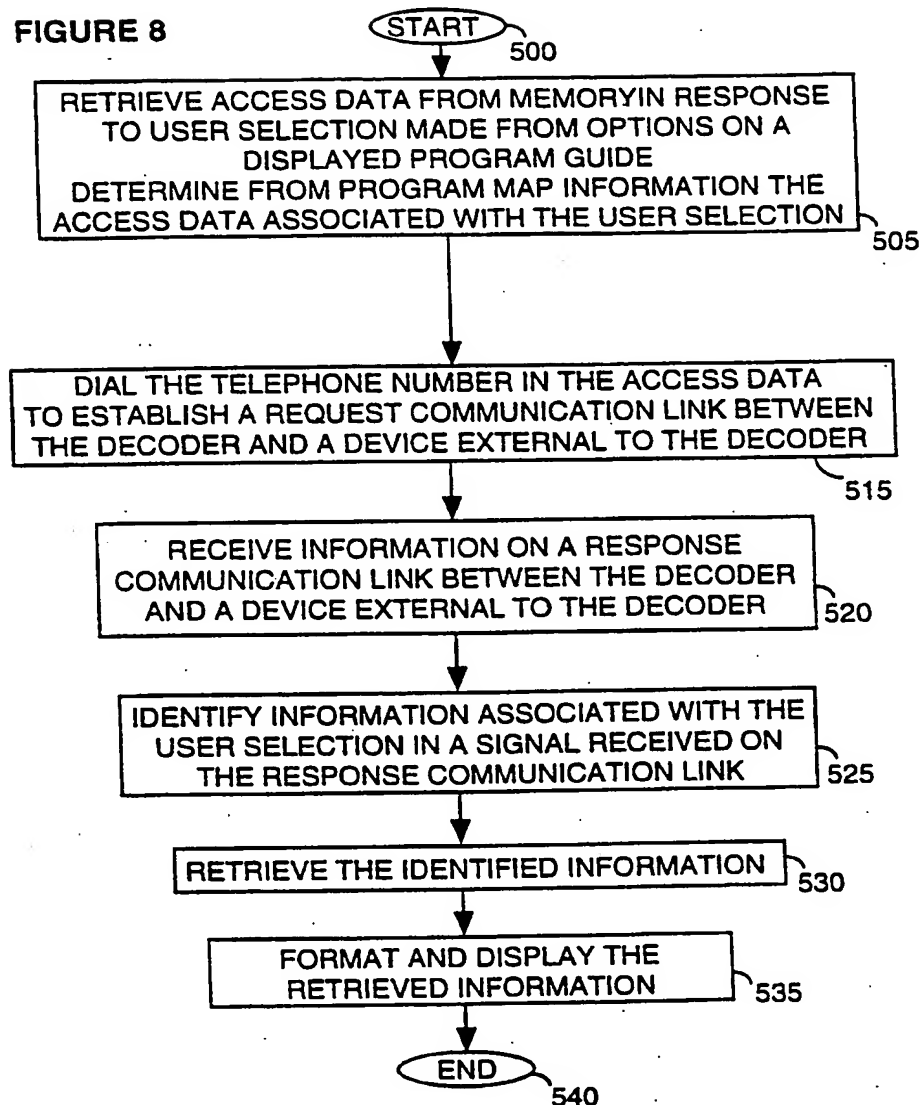 FIGURE 8
START
500
RETRIEVE ACCESS DATA FROM MEMORYIN RESPONSE
TO USER SELECTION MADE FROM OPTIONS ON A
DISPLAYED PROGRAM GUIDE
DETERMINE FROM PROGRAM MAP INFORMATION THE
ACCESS DATA ASSOCIATED WITH THE USER SELECTION
505
DIAL THE TELEPHONE NUMBER IN THE ACCESS DATA
TO ESTABLISH A REQUEST COMMUNICATION LINK BETWEEN
THE DECODER AND A DEVICE EXTERNAL TO THE DECODER
515
RECEIVE INFORMATION ON A RESPONSE
COMMUNICATION LINK BETWEEN THE DECODER
AND A DEVICE EXTERNAL TO THE DECODER
520
IDENTIFY INFORMATION ASSOCIATED WITH THE
USER SELECTION IN A SIGNAL RECEIVED ON
THE RESPONSE COMMUNICATION LINK
525
RETRIEVE THE IDENTIFIED INFORMATION
530
FORMAT AND DISPLAY THE
RETRIEVED INFORMATION
535
END
540